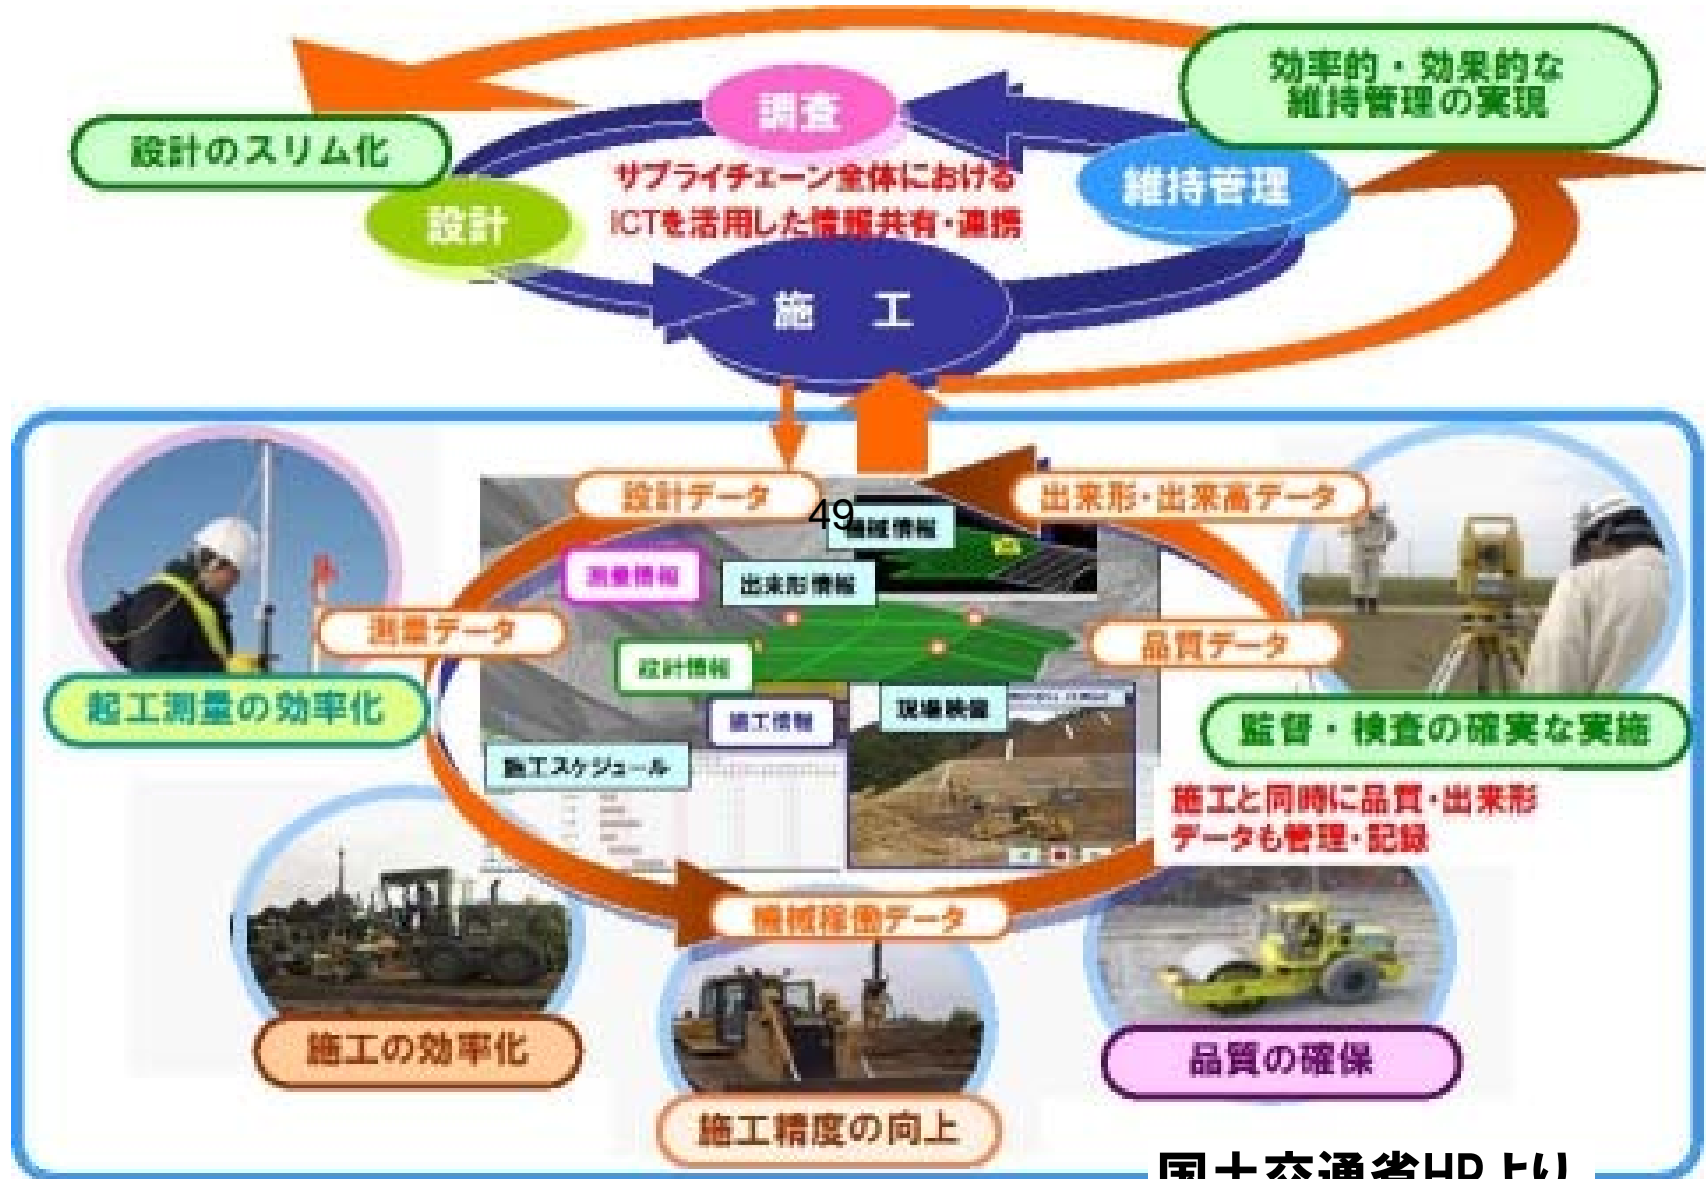 効率的・効果的な
維持管理の実現
調査
設計のスリム化
維持管理
サプライチェーン全体における
ICTを活用した情報共有・連携
設計
施 工
設計データ
出来形・出来高データ
49
機械情報
測量情報
出来形情報
測量データ
品質データ
設計情報
起工測量の効率化
現場映像
施工情報
監督・検査の確実な実施
施工スケジュール
施工と同時に品質・出来形
データも管理・記録
機械稼働データ
施工の効率化
品質の確保
施工精度の向上
国土交通省HPより